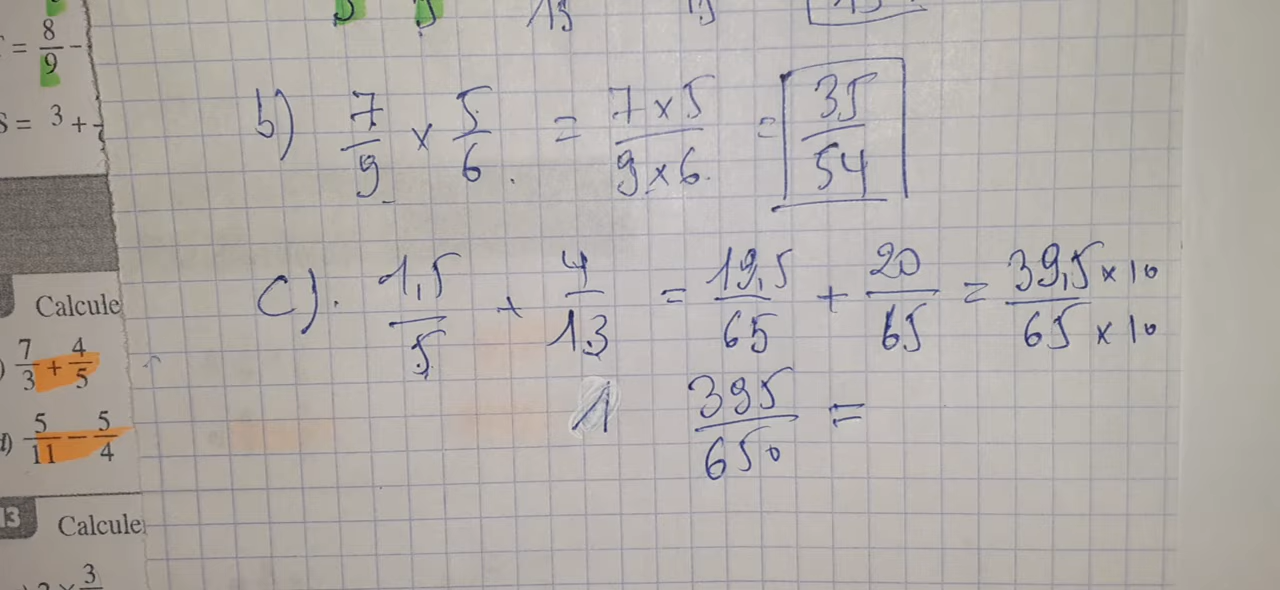 = 8/9 -
S = 3 +
b) 7/9 × 5/6 . = 7 × 5 / 9 × 6 = 35/54
c) . 1,5/5 + 4/13 = 19,5/65 + 20/65 = 39,5 × 10 / 65 × 10
395/650 =
Calcule
) 7/3 + 4/5
d) 5/11 - 5/4
13 Calcule
3